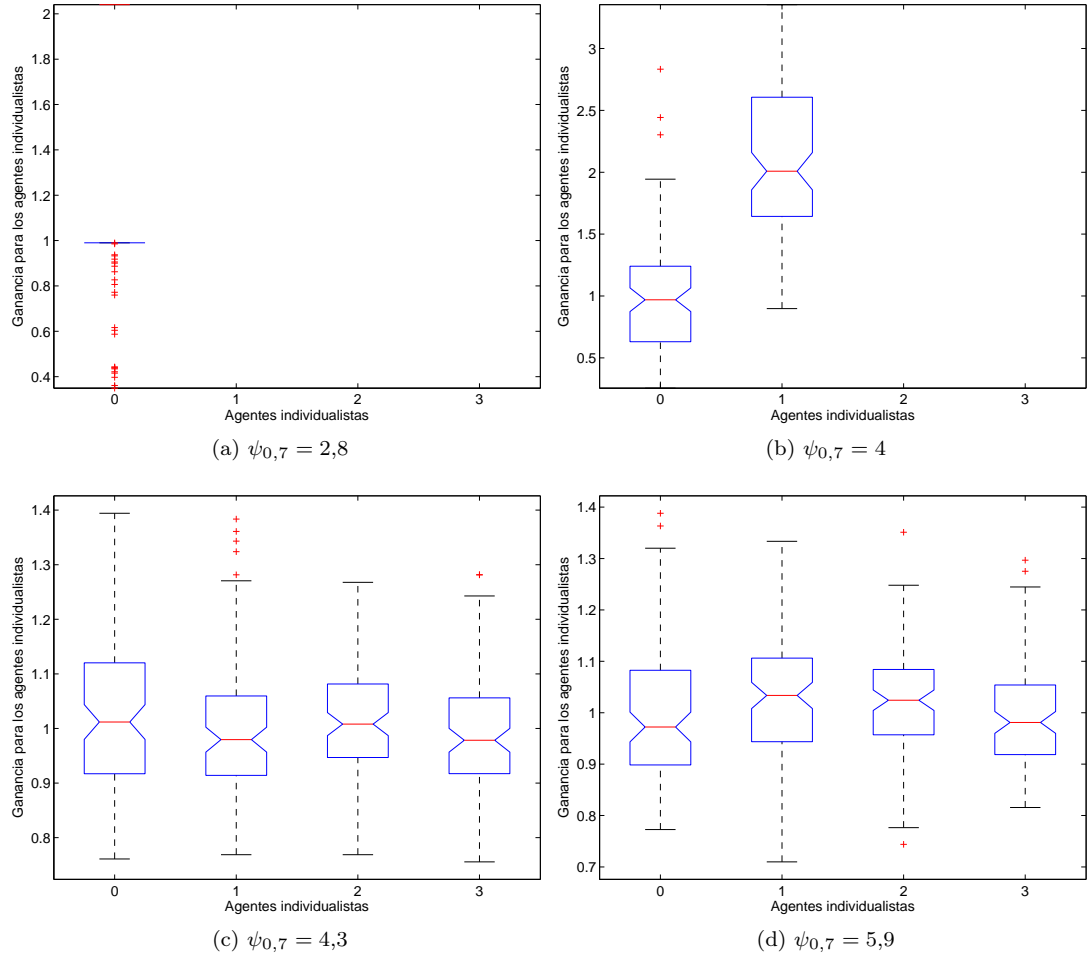 2
1.8
1.6
1.4
1.2
1
0.8
0.6
0.4
Ganancia para los agentes individualistas
0 1 2 3
Agentes individualistas
(a) ψ0,7 = 2,8
3
2.5
2
1.5
1
0.5
Ganancia para los agentes individualistas
0 1 2 3
Agentes individualistas
(b) ψ0,7 = 4
1.4
1.3
1.2
1.1
1
0.9
0.8
Ganancia para los agentes individualistas
0 1 2 3
Agentes individualistas
(c) ψ0,7 = 4,3
1.4
1.3
1.2
1.1
1
0.9
0.8
0.7
Ganancia para los agentes individualistas
0 1 2 3
Agentes individualistas
(d) ψ0,7 = 5,9